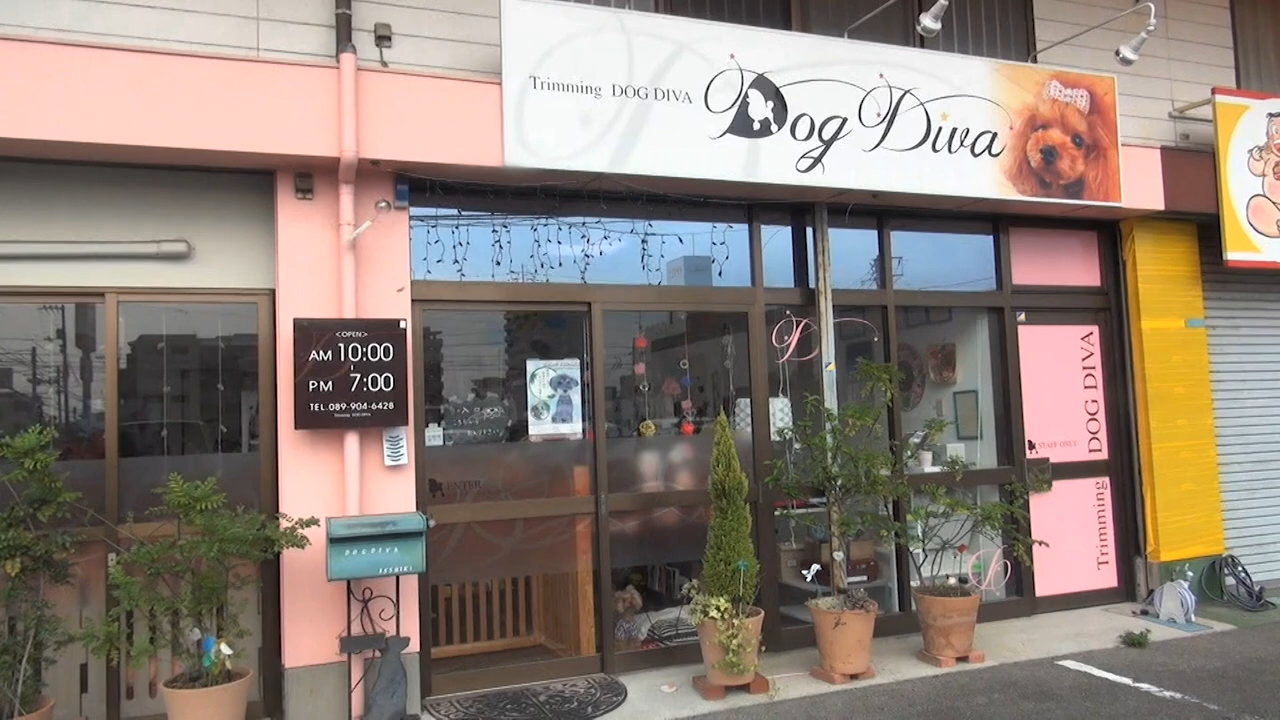 Trimming DOG DIVA
Dog Diva
<OPEN>
AM 10:00
PM 7:00
TEL.089-904-6428
Trimming DOG DIVA
ENTER
DOG DIVA
D
STAFF ONLY
Trimming DOG DIVA
D